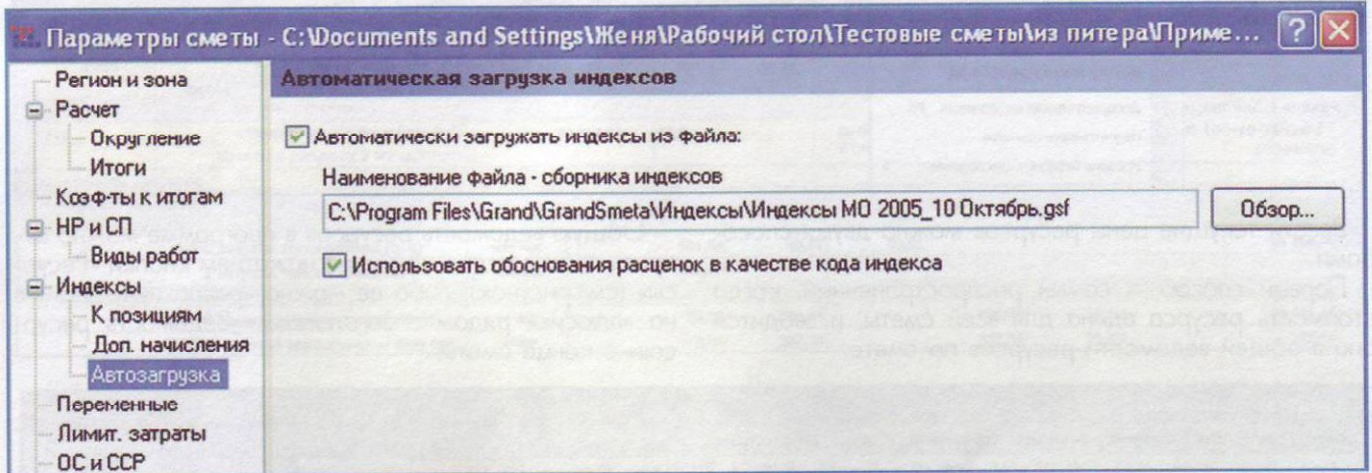 Параметры сметы - C:\Documents and Settings\Женя\Рабочий стол\Тестовые сметы\из питера\Приме...
Регион и зона
Расчет
Округление
Итоги
Коэф-ты к итогам
НР и СП
Виды работ
Индексы
К позициям
Доп. начисления
Автозагрузка
Переменные
Лимит. затраты
ОС и ССР
Автоматическая загрузка индексов
Автоматически загружать индексы из файла:
Наименование файла - сборника индексов
C:\Program Files\Grand\GrandSmeta\Индексы\Индексы МО 2005_10 Октябрь.gsf
Обзор...
Использовать обоснования расценок в качестве кода индекса